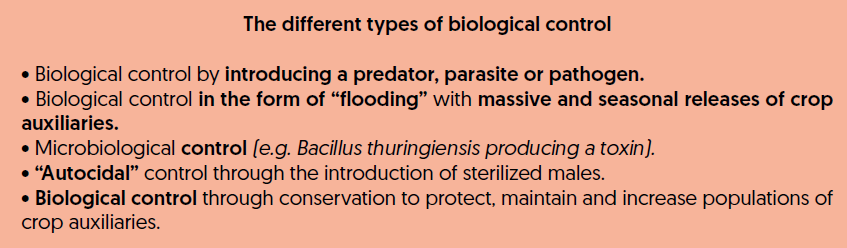 The different types of biological control
• Biological control by introducing a predator, parasite or pathogen.
• Biological control in the form of “flooding” with massive and seasonal releases of crop
auxiliaries.
• Microbiological control (e.g. Bacillus thuringiensis producing a toxin).
• “Autocidal” control through the introduction of sterilized males.
• Biological control through conservation to protect, maintain and increase populations of
crop auxiliaries.